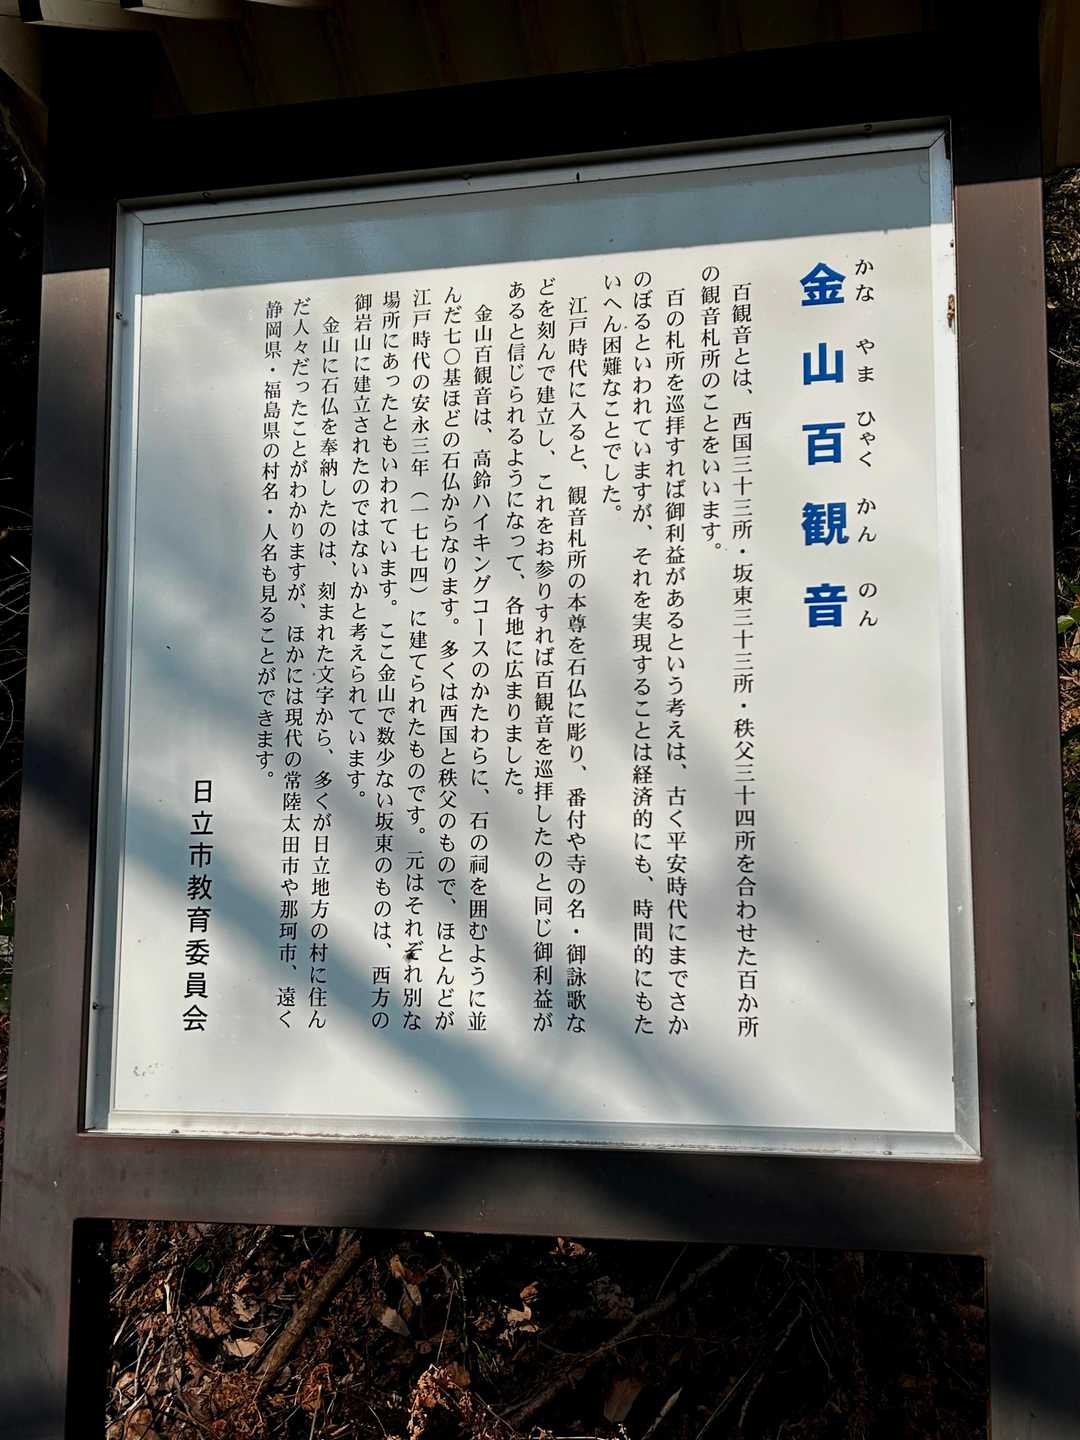 金山百観音
かな やま ひゃく かん のん
百観音とは、西国三十三所・坂東三十三所・秩父三十四所を合わせた百か所
の観音札所のことをいいます。
百の札所を巡拝すれば御利益があるという考えは、古く平安時代にまでさか
のぼるといわれていますが、それを実現することは経済的にも、時間的にもた
いへん困難なことでした。
江戸時代に入ると、観音札所の本尊を石仏に彫り、番付や寺の名・御詠歌な
どを刻んで建立し、これをお参りすれば百観音を巡拝したのと同じ御利益が
あると信じられるようになって、各地に広まりました。
金山百観音は、高鈴ハイキングコースのかたわらに、石の祠を囲むように並
んだ七〇基ほどの石仏からなります。多くは西国と秩父のもので、ほとんどが
江戸時代の安永三年（一七七四）に建てられたものです。元はそれぞれ別な
場所にあったともいわれています。ここ金山で数少ない坂東のものは、西方の
御岩山に建立されたのではないかと考えられています。
金山に石仏を奉納したのは、刻まれた文字から、多くが日立地方の村に住ん
だ人々だったことがわかりますが、ほかには現代の常陸太田市や那珂市、遠く
静岡県・福島県の村名・人名も見ることができます。
日立市教育委員会